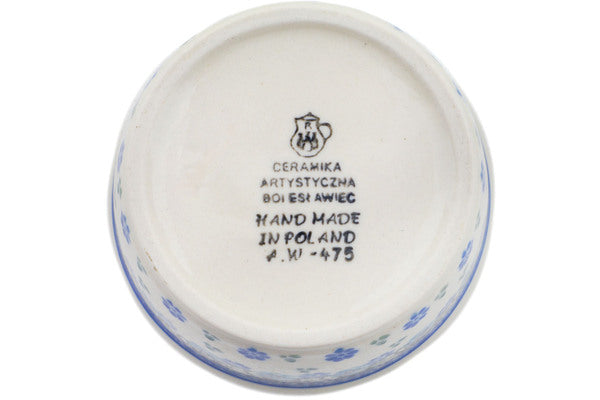 CERAMIKA
ARTYSTYCZNA
BOLESŁAWIEC
HAND MADE
IN POLAND
A.W-475